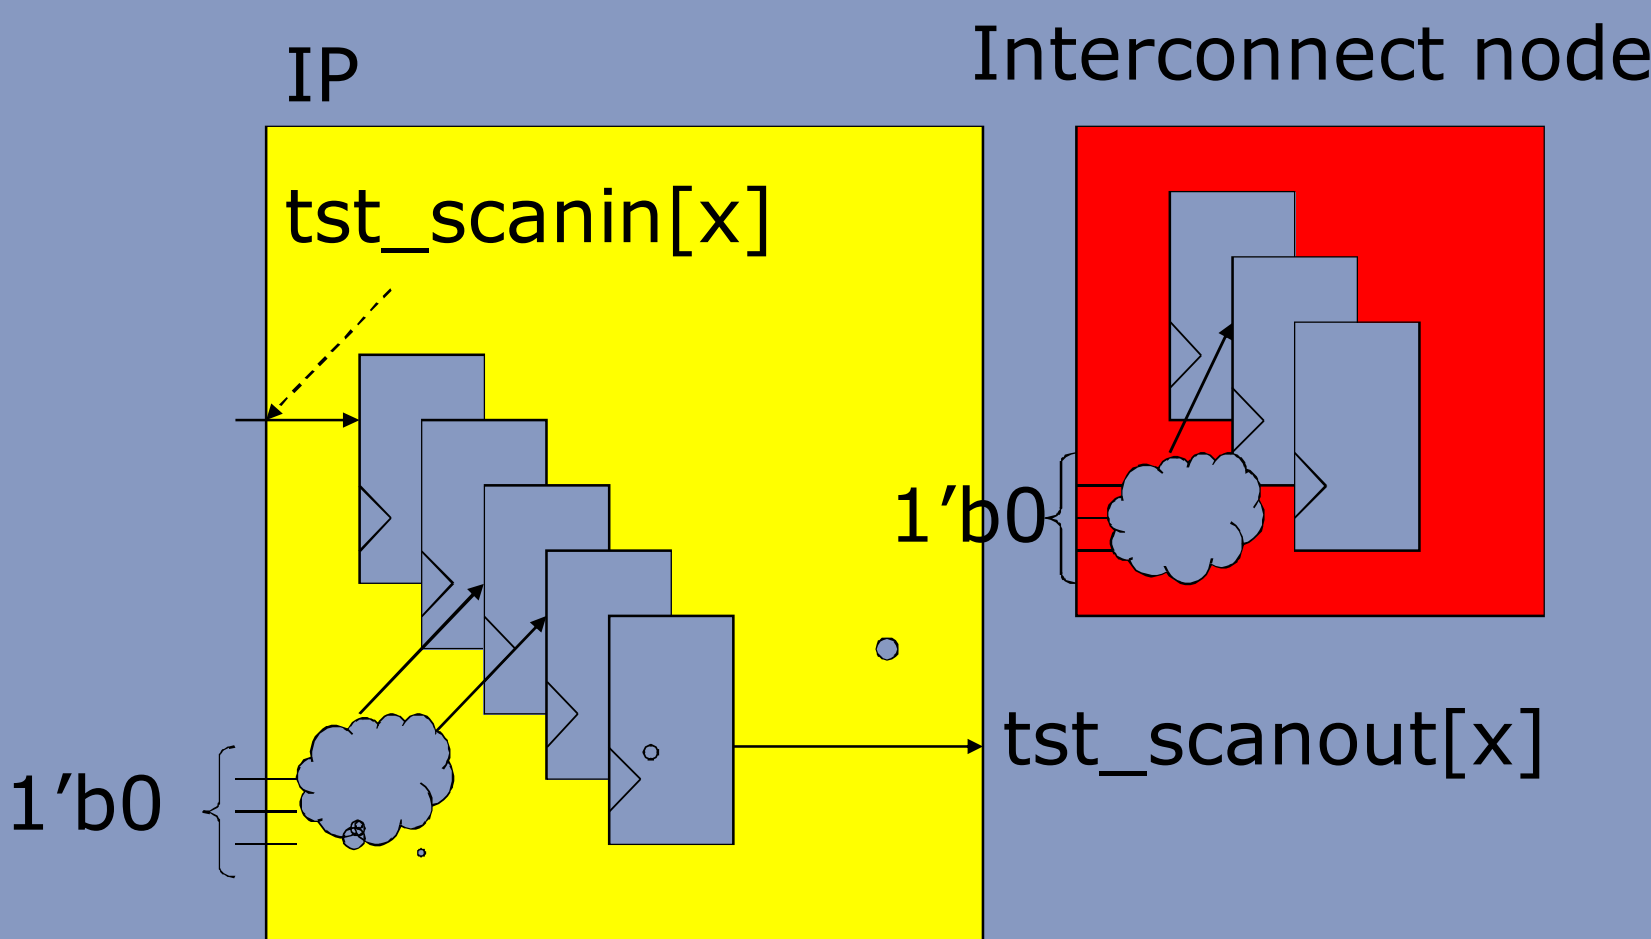 IP
Interconnect node
tst_scanin[x]
1’b0
tst_scanout[x]
1’b0